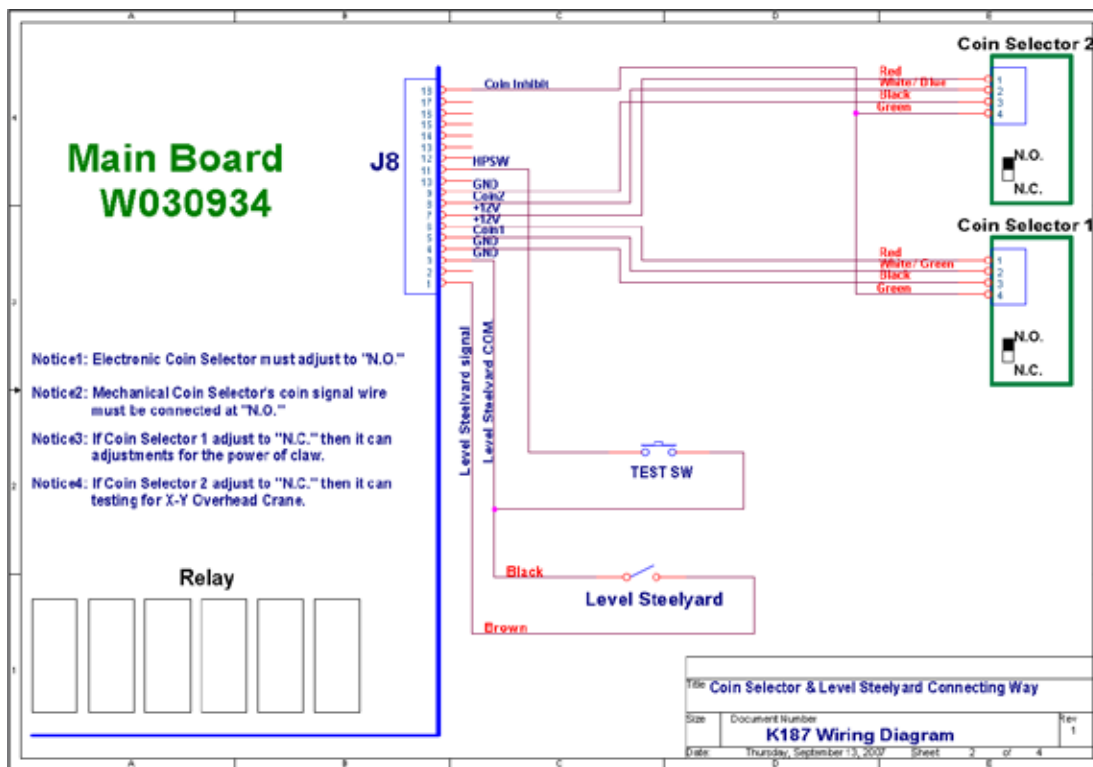 A B C D E
Coin Selector 2
Red
White/ Blue
Black
Green
1
2
3
4
N.O.
N.C.
Main Board
W030934
J8
18
17
15
15
14
13
12
11
13
9
8
7
6
5
4
3
2
1
Coin Inhibit
HPSW
GND
Coin2
+12V
+12V
Coin1
GND
GND
Coin Selector 1
Red
White/ Green
Black
Green
1
2
3
4
N.O.
N.C.
Level Steelyard signal
Level Steelyard COM.
Notice1: Electronic Coin Selector must adjust to "N.O."
Notice2: Mechanical Coin Selector's coin signal wire
must be connected at "N.O."
Notice3: If Coin Selector 1 adjust to "N.C." then it can
adjustments for the power of claw.
Notice4: If Coin Selector 2 adjust to "N.C." then it can
testing for X-Y Overhead Crane.
TEST SW
Relay
Black
Level Steelyard
Brown
4
3
2
1
Title Coin Selector & Level Steelyard Connecting Way
Size Document Number Rev
K187 Wiring Diagram 1
Date: Thursday, September 13, 2007 Sheet 2 of 4
A B C D E